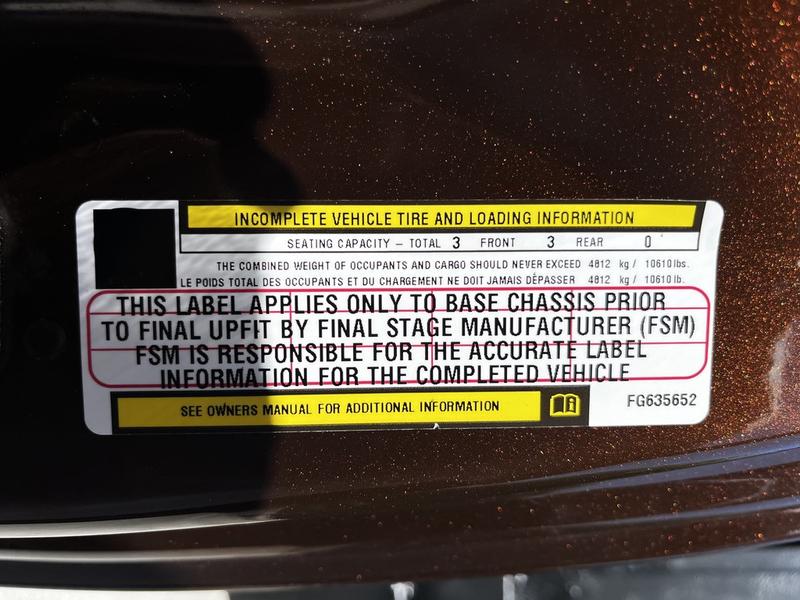 INCOMPLETE VEHICLE TIRE AND LOADING INFORMATION
SEATING CAPACITY – TOTAL 3 FRONT 3 REAR 0
THE COMBINED WEIGHT OF OCCUPANTS AND CARGO SHOULD NEVER EXCEED 4812 kg / 10610 lbs.
LE POIDS TOTAL DES OCCUPANTS ET DU CHARGEMENT NE DOIT JAMAIS DÉPASSER 4812 kg / 10610 lb.
THIS LABEL APPLIES ONLY TO BASE CHASSIS PRIOR
TO FINAL UPFIT BY FINAL STAGE MANUFACTURER (FSM)
FSM IS RESPONSIBLE FOR THE ACCURATE LABEL
INFORMATION FOR THE COMPLETED VEHICLE
SEE OWNERS MANUAL FOR ADDITIONAL INFORMATION
FG635652